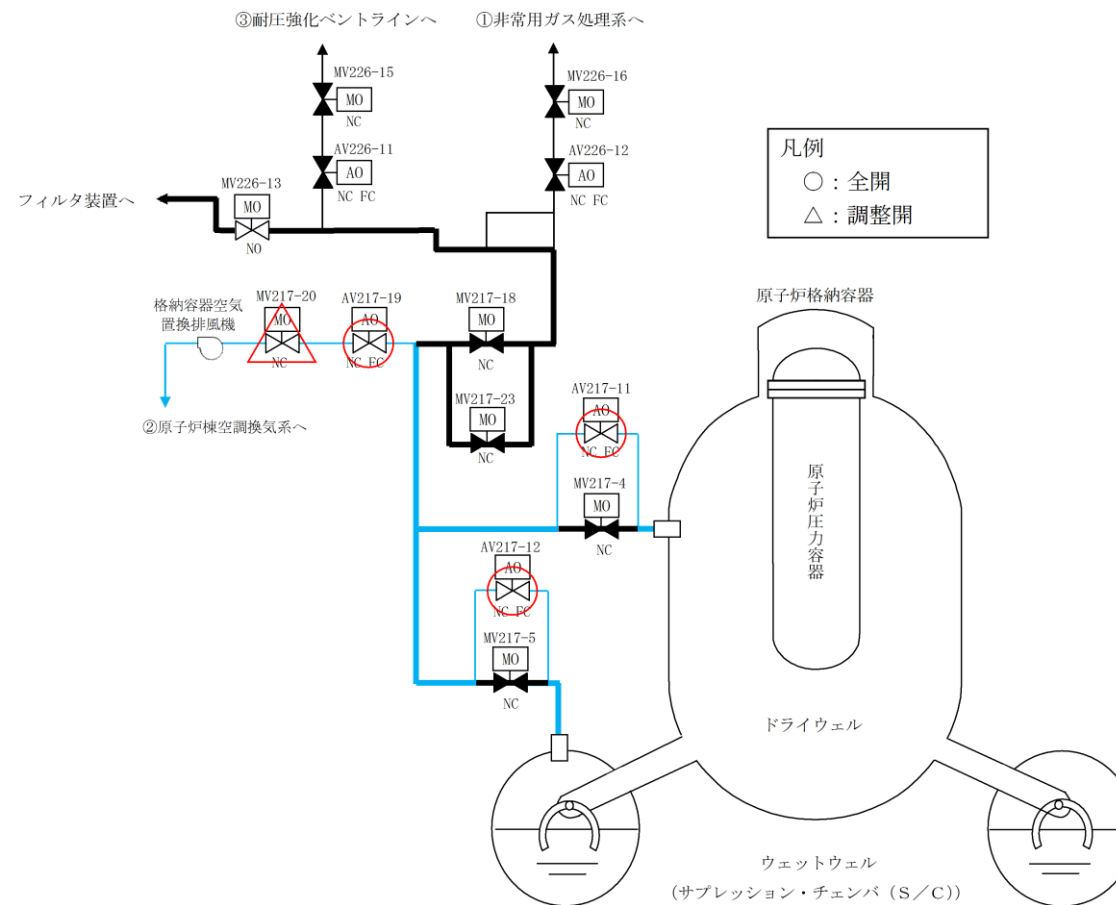 ③耐圧強化ベントラインへ
①非常用ガス処理系へ
MV226-15
MO
NC
MV226-16
MO
NC
AV226-11
AO
NC FC
AV226-12
AO
NC FC
凡例
○：全開
△：調整開
フィルタ装置へ
MV226-13
MO
NO
格納容器空気
置換排風機
MV217-20
MO
NC
AV217-19
AO
NC FC
MV217-18
MO
NC
原子炉格納容器
②原子炉棟空調換気系へ
MV217-23
MO
NC
AV217-11
AO
NC FC
MV217-4
MO
NC
原子炉圧力容器
AV217-12
AO
NC FC
MV217-5
MO
NC
ドライウェル
ウェットウェル
(サプレッション・チェンバ（S／C）)